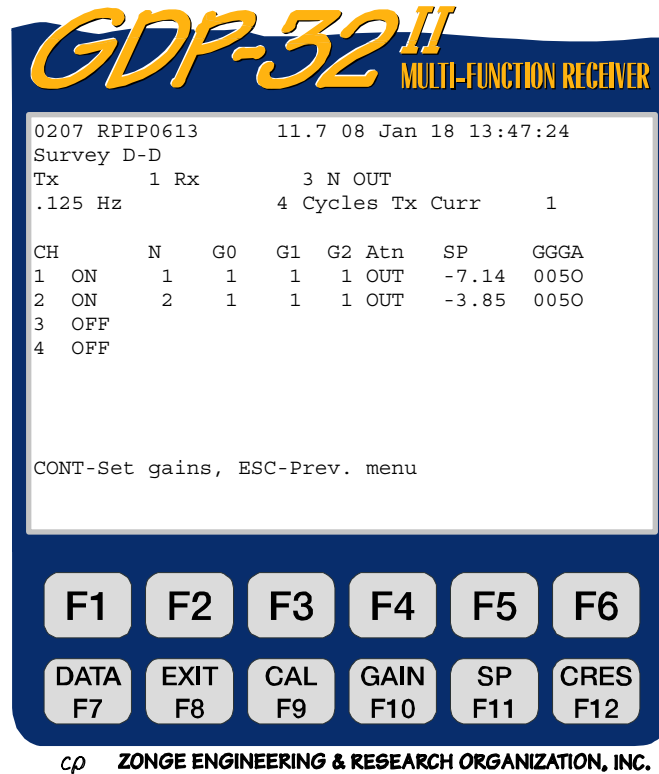 GDP-32 II
MULTI-FUNCTION RECEIVER
0207 RPIP0613 11.7 08 Jan 18 13:47:24
Survey D-D
Tx 1 Rx 3 N OUT
.125 Hz 4 Cycles Tx Curr 1
CH N G0 G1 G2 Atn SP GGGA
1 ON 1 1 1 1 OUT -7.14 005O
2 ON 2 1 1 1 OUT -3.85 005O
3 OFF
4 OFF
CONT-Set gains, ESC-Prev. menu
F1 F2 F3 F4 F5 F6
DATA EXIT CAL GAIN SP CRES
F7 F8 F9 F10 F11 F12
cρ ZONGE ENGINEERING & RESEARCH ORGANIZATION, INC.